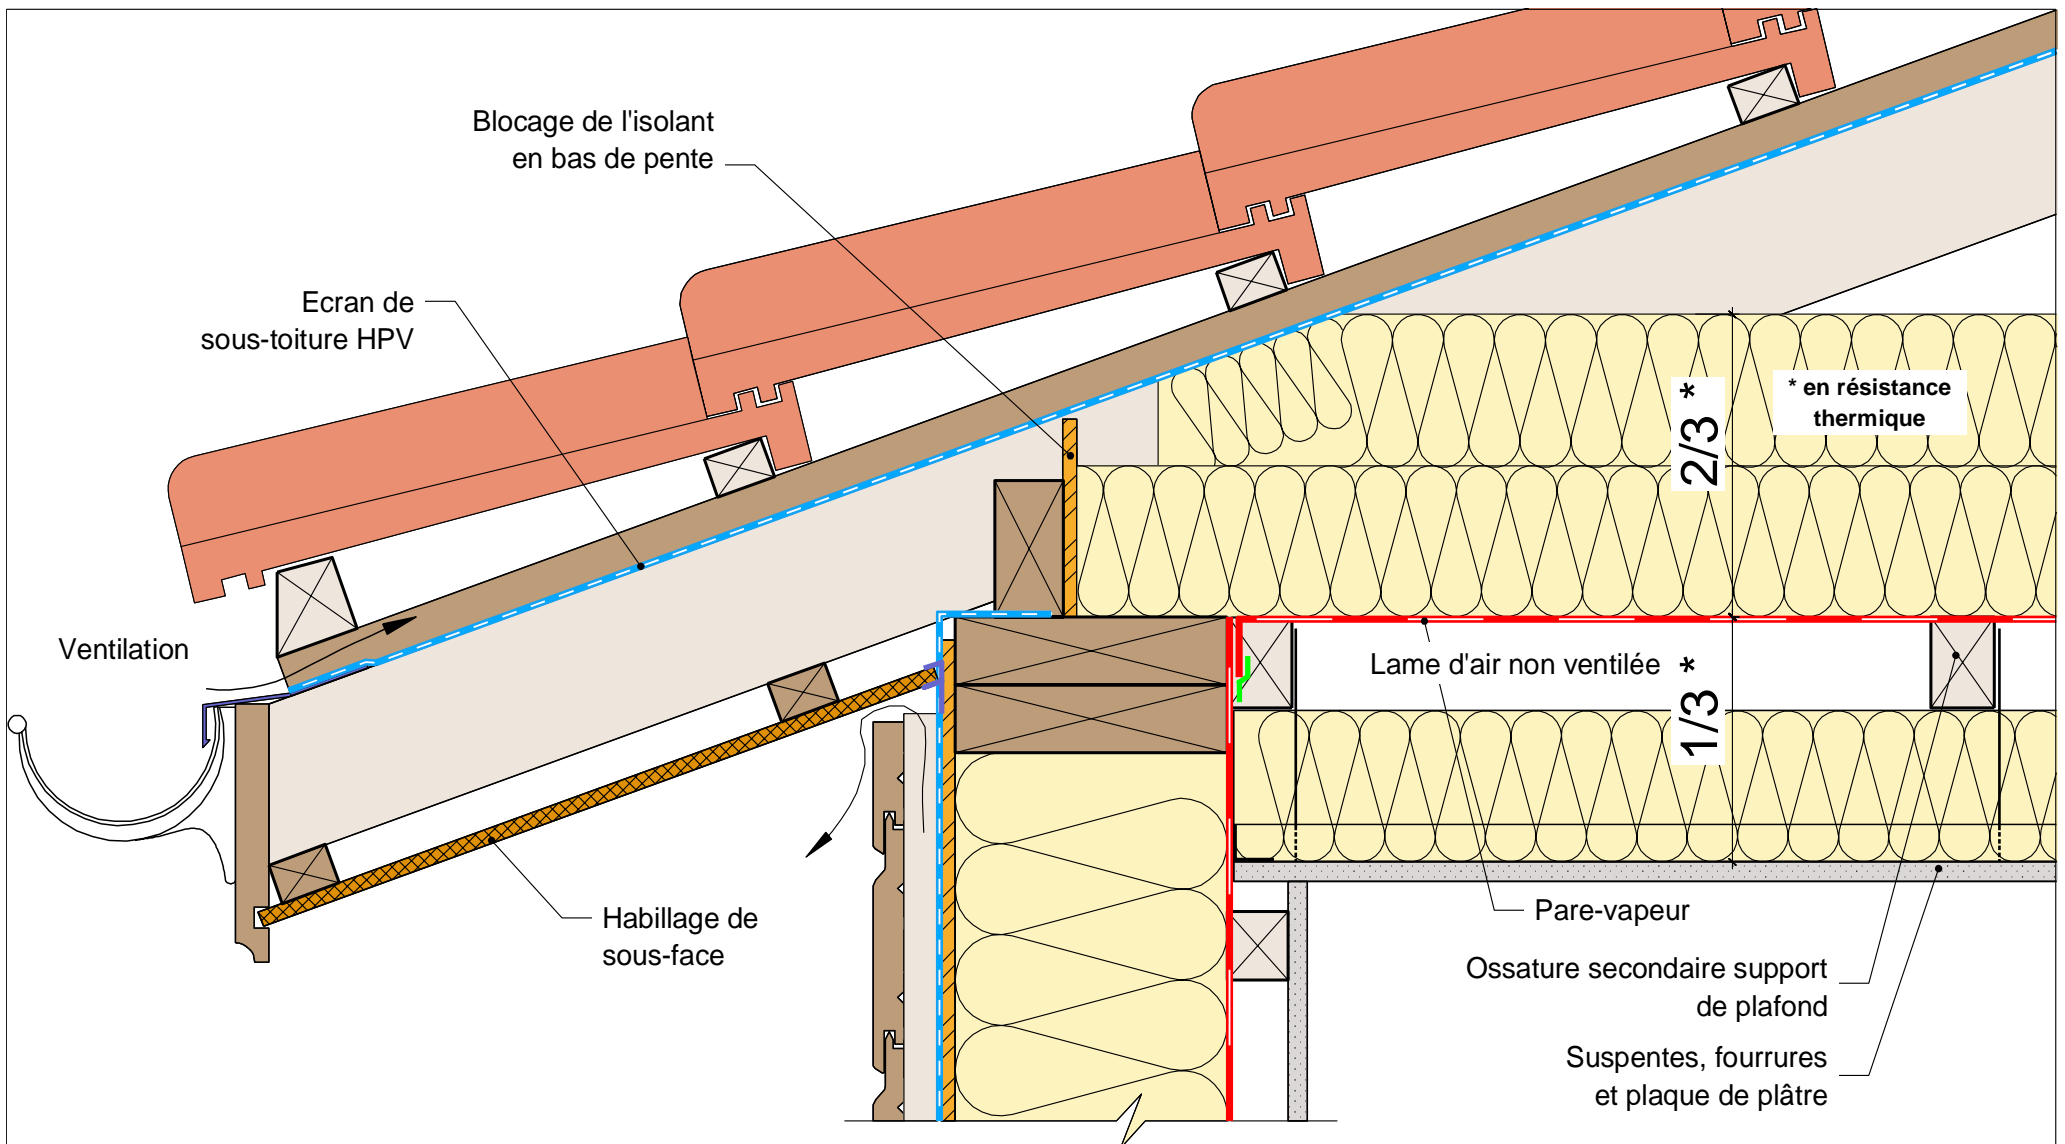 Blocage de l'isolant
en bas de pente
Ecran de
sous-toiture HPV
* en résistance
thermique
2/3 *
Ventilation
Lame d'air non ventilée
1/3 *
Habillage de
sous-face
Pare-vapeur
Ossature secondaire support
de plafond
Suspentes, fourrures
et plaque de plâtre